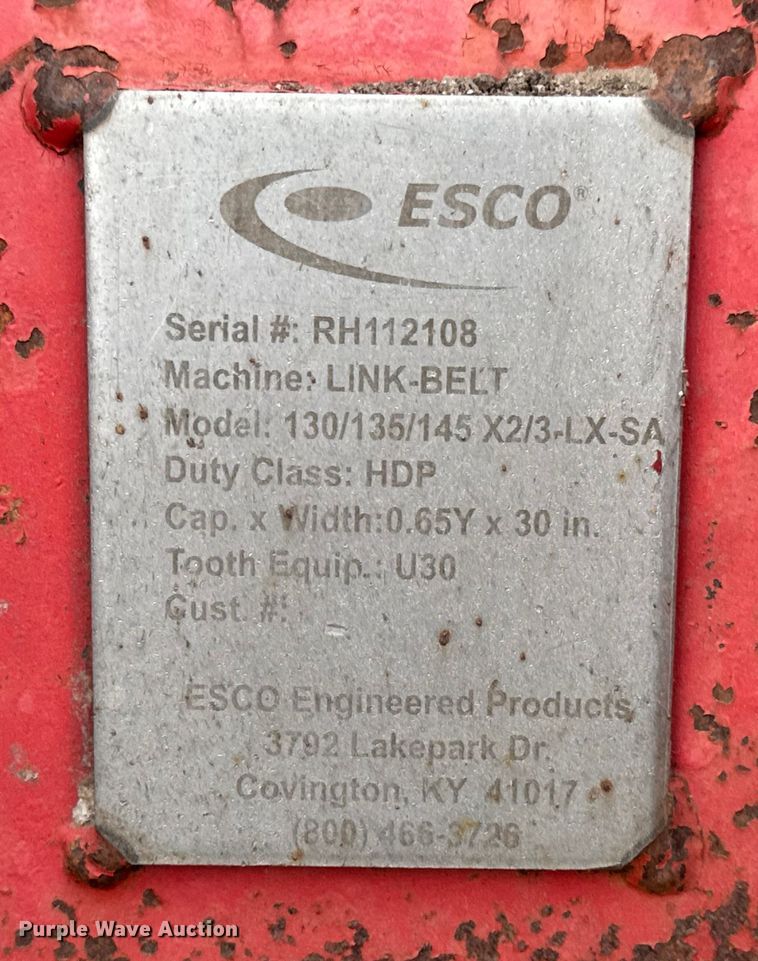 ESCO®
Serial #: RH112108
Machine: LINK-BELT
Model: 130/135/145 X2/3-LX-SA
Duty Class: HDP
Cap. x Width:0.65Y x 30 in.
Tooth Equip.: U30
Cust. #:
ESCO Engineered Products
3792 Lakepark Dr.
Covington, KY 41017
(800) 466-3726
Purple Wave Auction